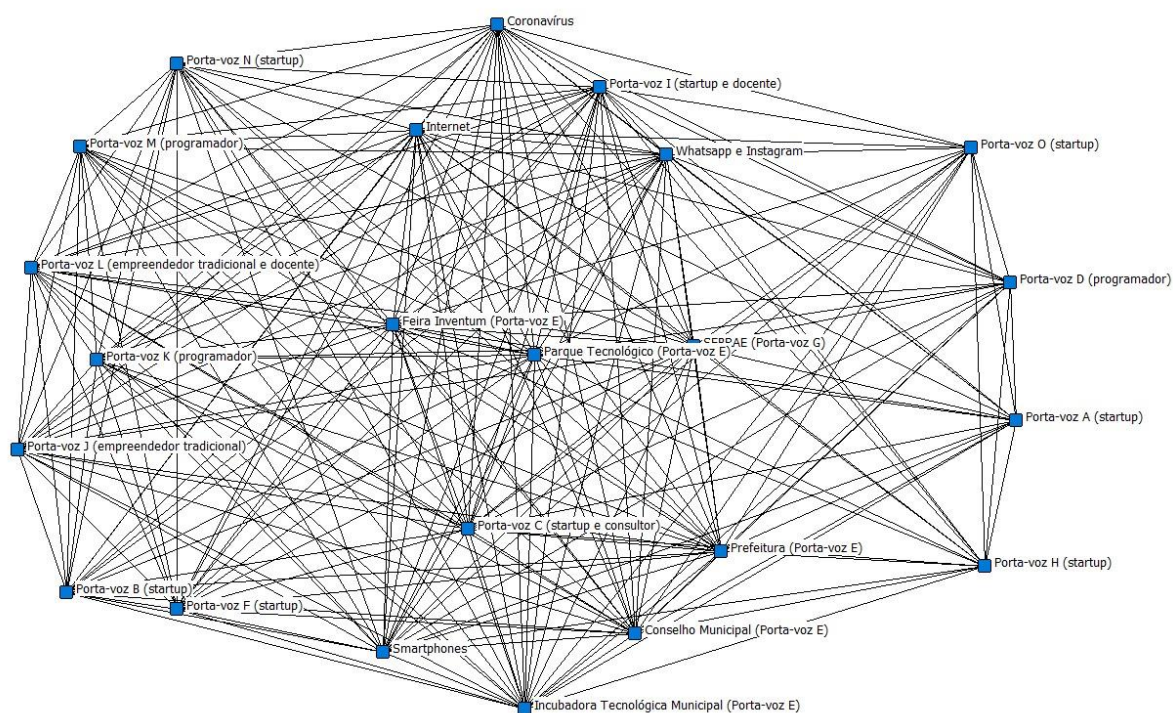 Coronavírus
Porta-voz N (startup)
Porta-voz I (startup e docente)
Internet
Porta-voz M (programador)
Whatsapp e Instagram
Porta-voz O (startup)
Porta-voz L (empreendedor tradicional e docente)
Porta-voz D (programador)
Feira Inventum (Porta-voz E)
SEBRAE (Porta-voz G)
Parque Tecnológico (Porta-voz E)
Porta-voz K (programador)
Porta-voz A (startup)
Porta-voz J (empreendedor tradicional)
Porta-voz C (startup e consultor)
Prefeitura (Porta-voz E)
Porta-voz H (startup)
Porta-voz B (startup)
Porta-voz F (startup)
Conselho Municipal (Porta-voz E)
Smartphones
Incubadora Tecnológica Municipal (Porta-voz E)